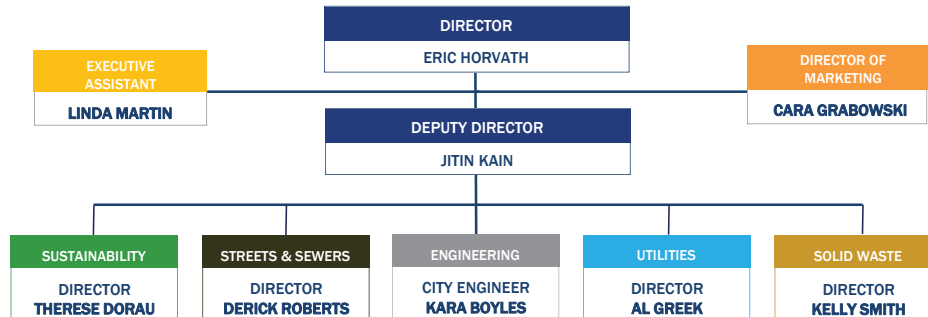 DIRECTOR
ERIC HORVATH
EXECUTIVE
ASSISTANT
LINDA MARTIN
DIRECTOR OF
MARKETING
CARA GRABOWSKI
DEPUTY DIRECTOR
JITIN KAIN
SUSTAINABILITY
DIRECTOR
THERESE DORAU
STREETS & SEWERS
DIRECTOR
DERICK ROBERTS
ENGINEERING
CITY ENGINEER
KARA BOYLES
UTILITIES
DIRECTOR
AL GREEK
SOLID WASTE
DIRECTOR
KELLY SMITH